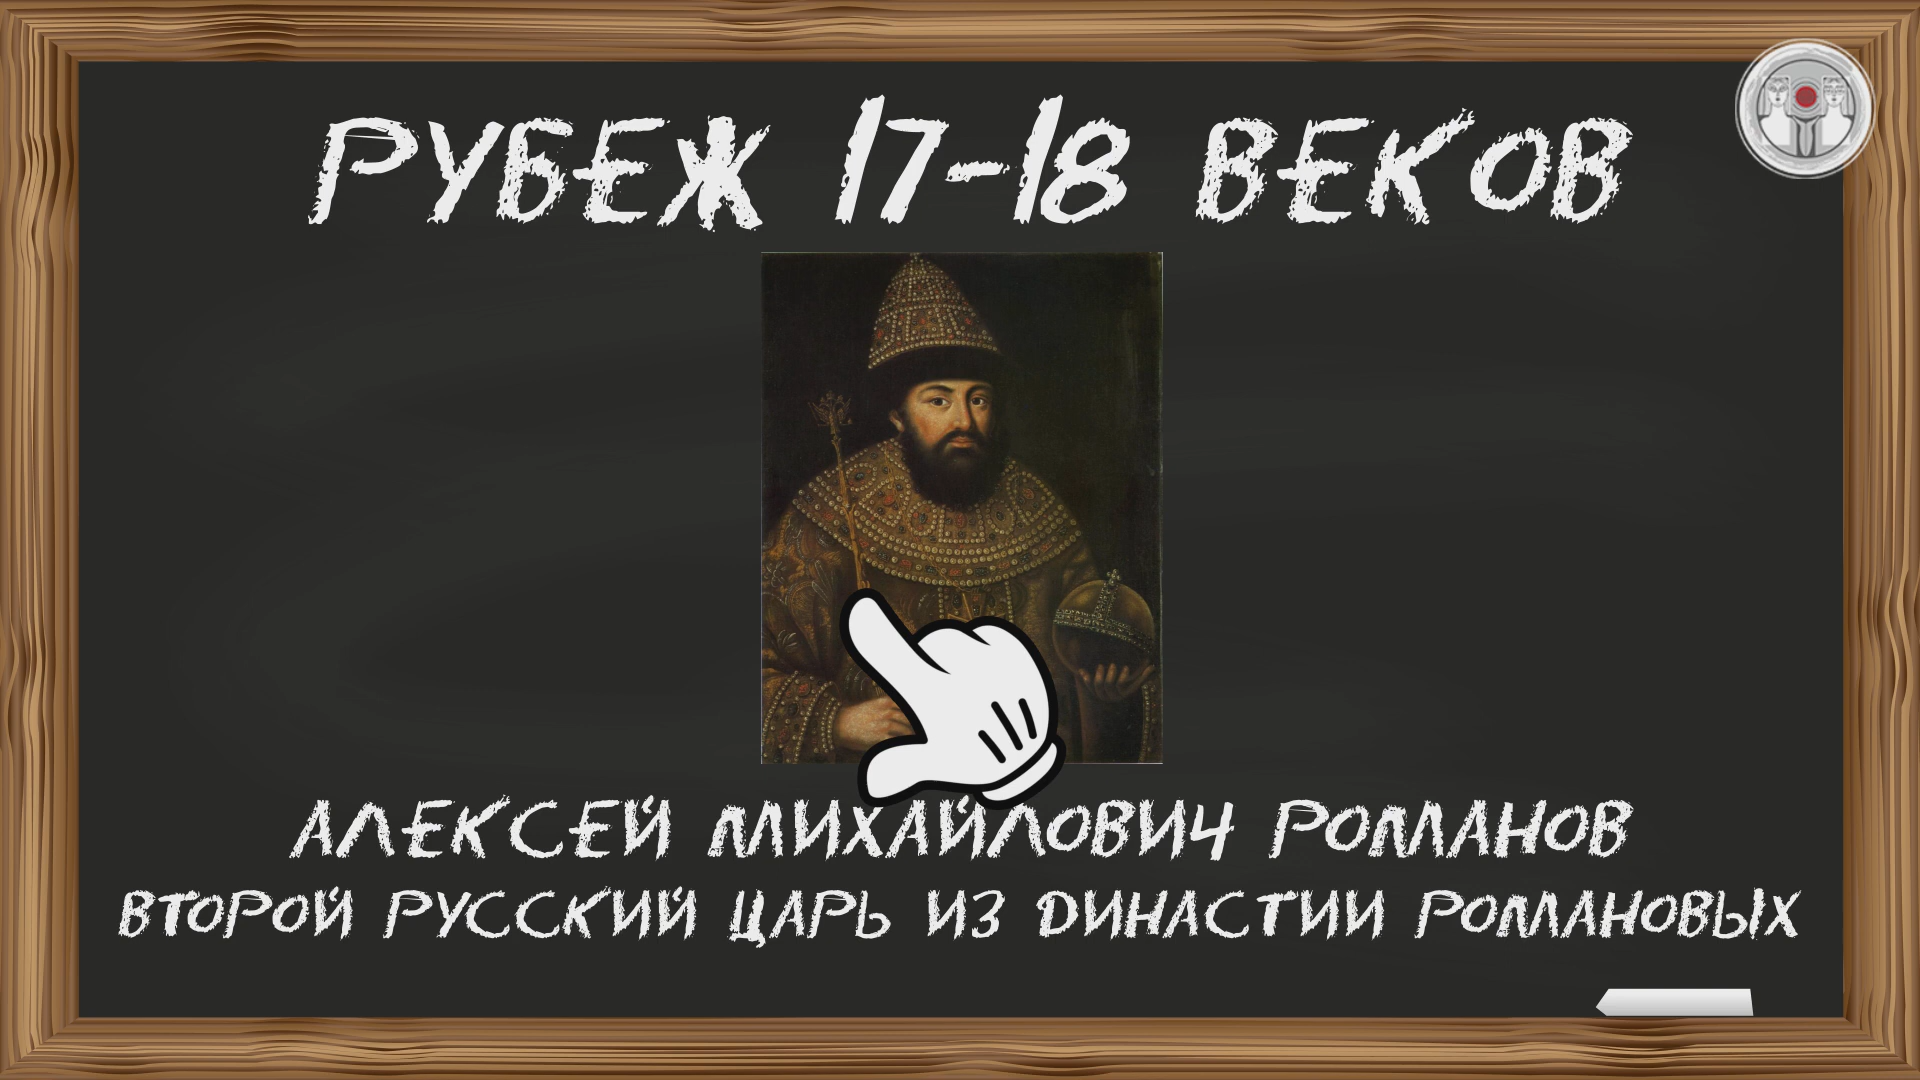 РУБЕЖ 17-18 ВЕКОВ
АЛЕКСЕЙ МИХАЙЛОВИЧ РОМАНОВ
ВТОРОЙ РУССКИЙ ЦАРЬ ИЗ ДИНАСТИИ РОМАНОВЫХ